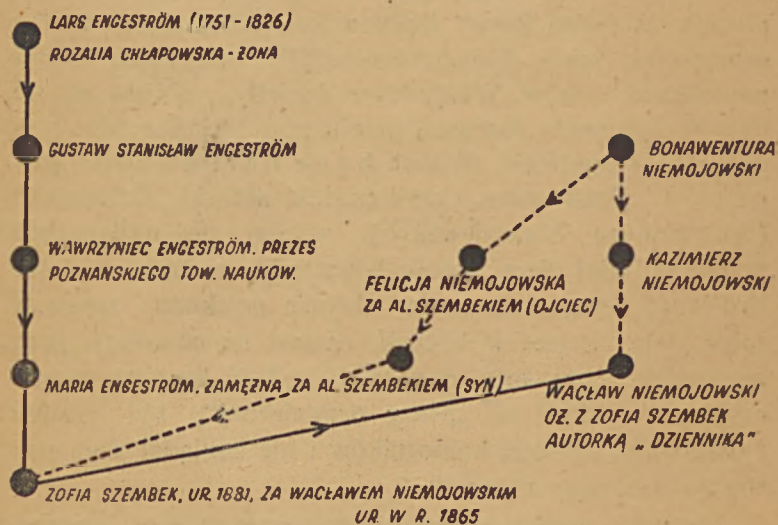 LARS ENGESTRÖM (1751-1826)
ROZALIA CHŁAPOWSKA - ŻONA
GUSTAW STANISŁAW ENGESTRÖM
BONAWENTURA
NIEMOJOWSKI
WAWRZYNIEC ENGESTRÖM. PREZES
POZNANSKIEGO TOW. NAUKOW.
FELICJA NIEMOJOWSKA
ZA AL. SZEMBEKIEM (OJCIEC)
KAZIMIERZ
NIEMOJOWSKI
MARIA ENGESTRÖM, ZAMĘŻNA ZA AL. SZEMBEKIEM (SYN)
WACŁAW NIEMOJOWSKI
OŻ. Z ZOFIA SZEMBEK
AUTORKĄ „DZIENNIKA"
ZOFIA SZEMBEK, UR. 1881, ZA WACŁAWEM NIEMOJOWSKIM
UR. W R. 1865